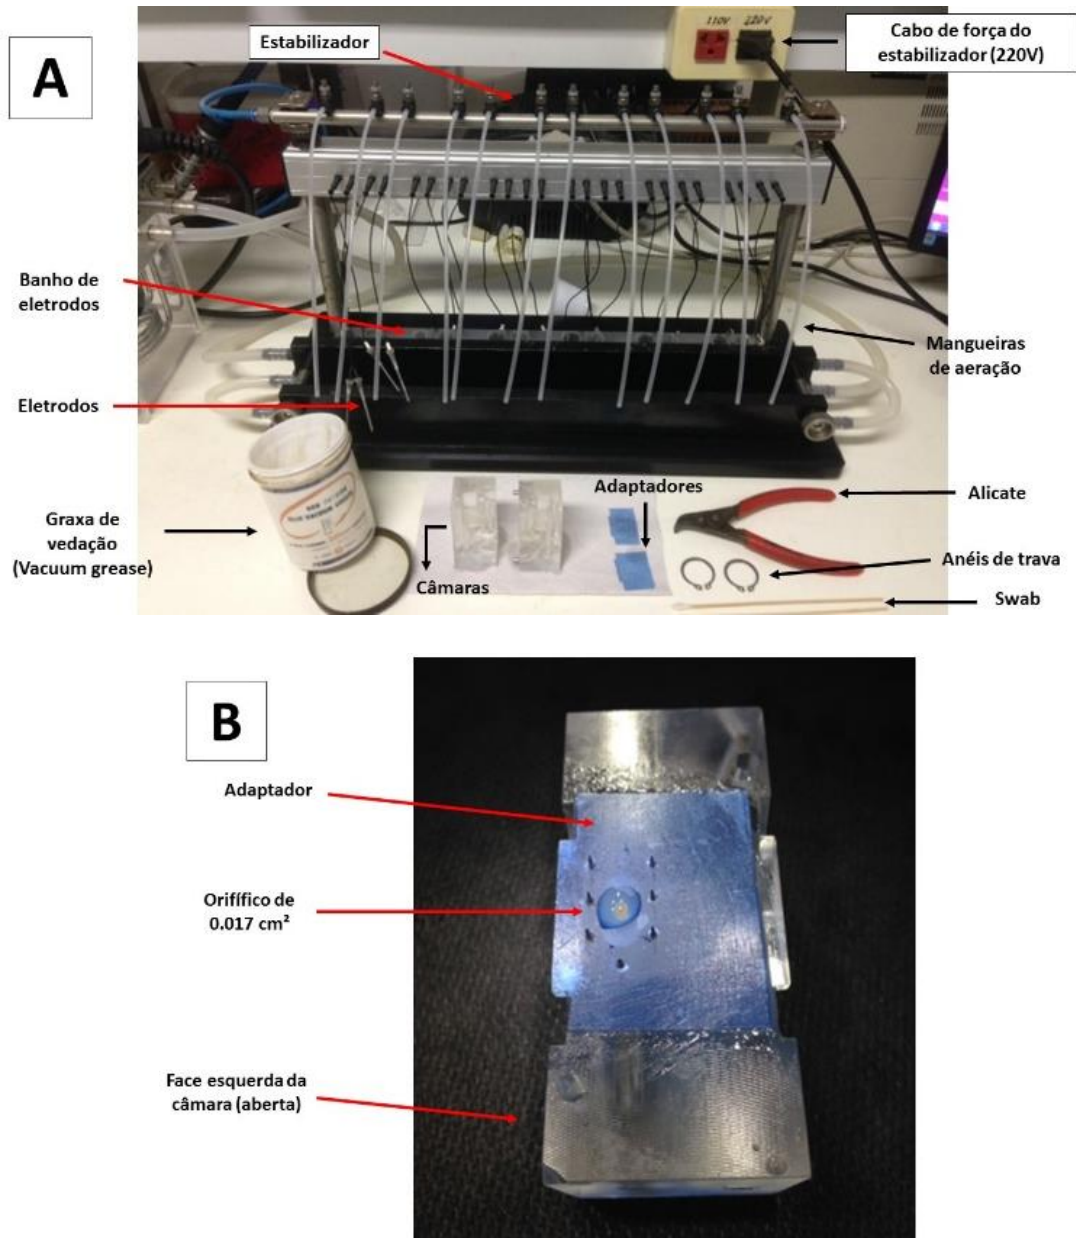 A
Estabilizador
110V
220V
Cabo de força do
estabilizador (220V)
Banho de
eletrodos
Mangueiras
de aeração
Eletrodos
Adaptadores
Alicate
Graxa de
vedação
(Vacuum grease)
Câmaras
Anéis de trava
Swab
B
Adaptador
Orifífico de
0.017 cm²
Face esquerda da
câmara (aberta)